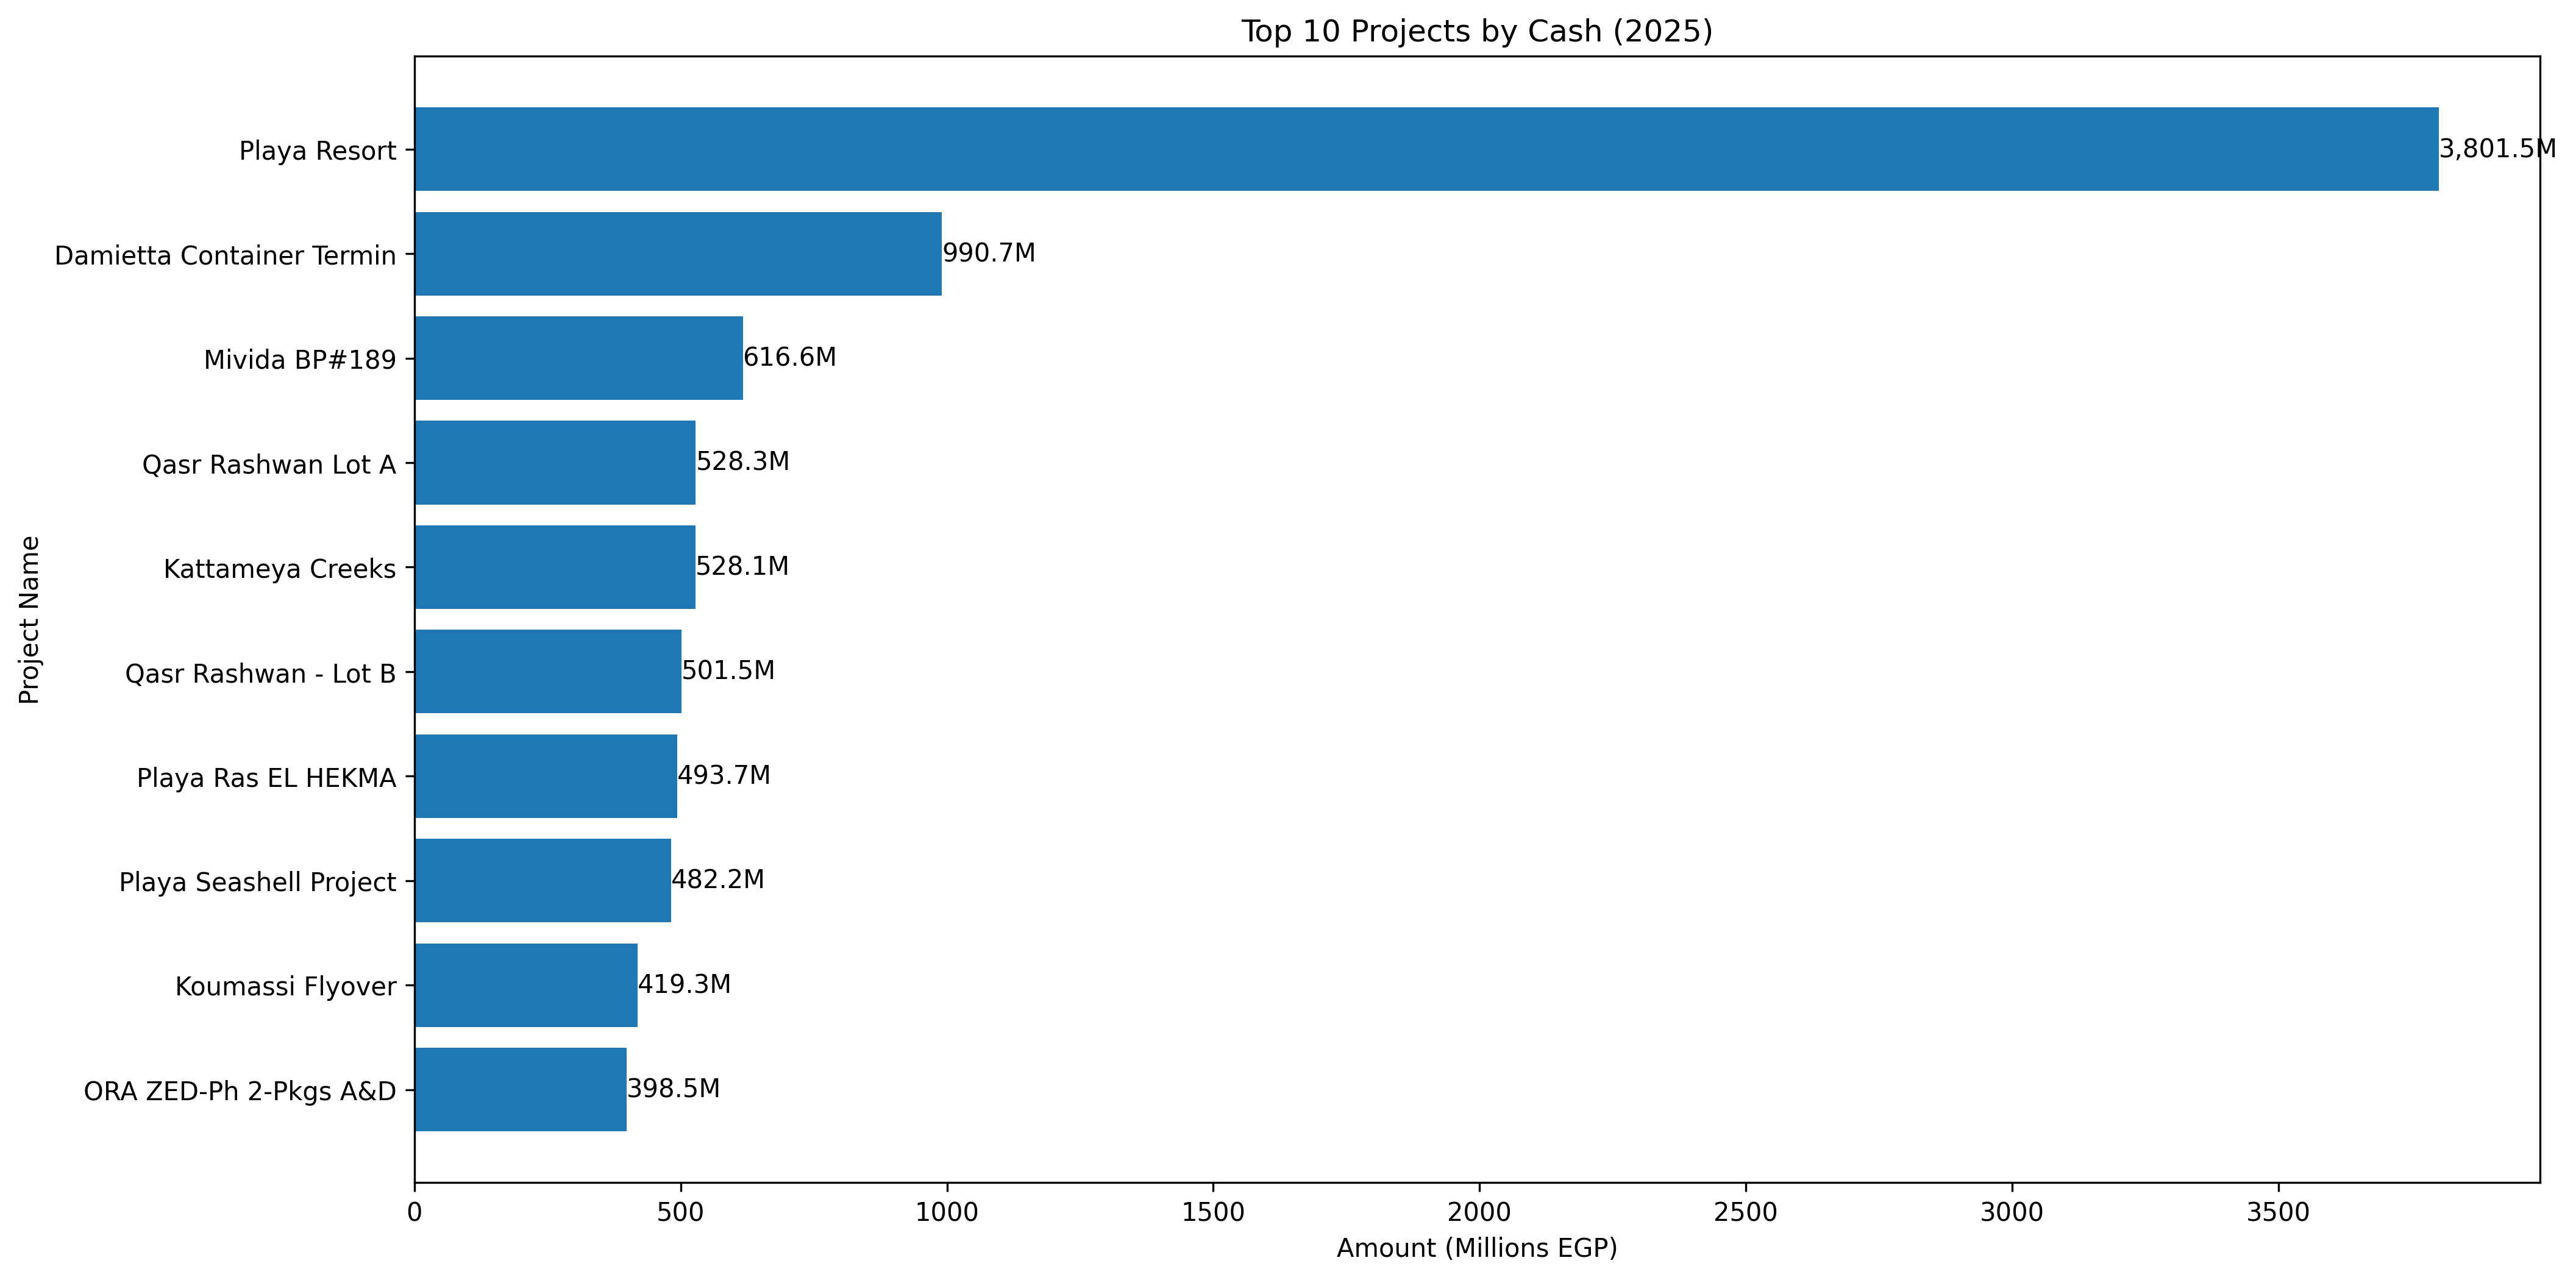 Top 10 Projects by Cash (2025)
Project Name
Playa Resort 3,801.5M
Damietta Container Termin 990.7M
Mivida BP#189 616.6M
Qasr Rashwan Lot A 528.3M
Kattameya Creeks 528.1M
Qasr Rashwan - Lot B 501.5M
Playa Ras EL HEKMA 493.7M
Playa Seashell Project 482.2M
Koumassi Flyover 419.3M
ORA ZED-Ph 2-Pkgs A&D 398.5M
0 500 1000 1500 2000 2500 3000 3500
Amount (Millions EGP)